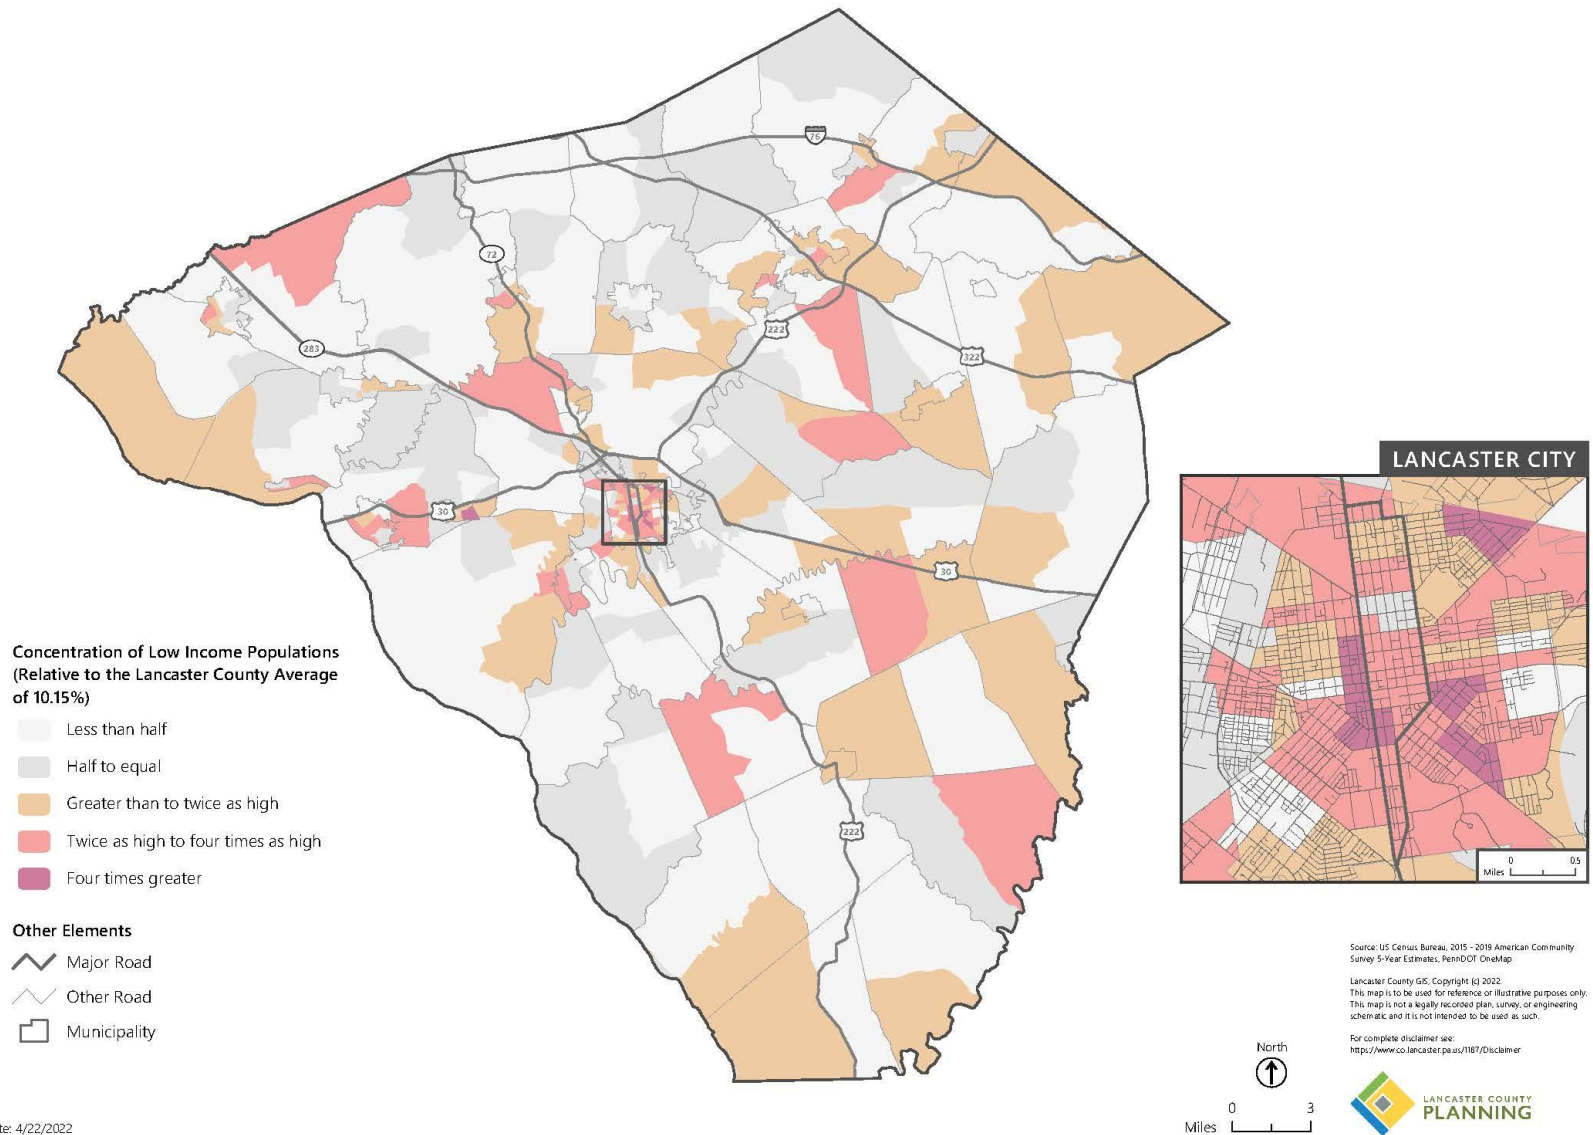 76
72
283
222
322
30
30
222
LANCASTER CITY
0 0.5
Miles
Concentration of Low Income Populations
(Relative to the Lancaster County Average
of 10.15%)
Less than half
Half to equal
Greater than to twice as high
Twice as high to four times as high
Four times greater
Other Elements
Major Road
Other Road
Municipality
Source: US Census Bureau, 2015 - 2019 American Community
Survey 5-Year Estimates, PennDOT OneMap
Lancaster County GIS, Copyright (c) 2022.
This map is to be used for reference or illustrative purposes only.
This map is not a legally recorded plan, survey, or engineering
schematic and it is not intended to be used as such.
For complete disclaimer see:
https://www.co.lancaster.pa.us/1187/Disclaimer
North
0 3
Miles
LANCASTER COUNTY
PLANNING
te: 4/22/2022